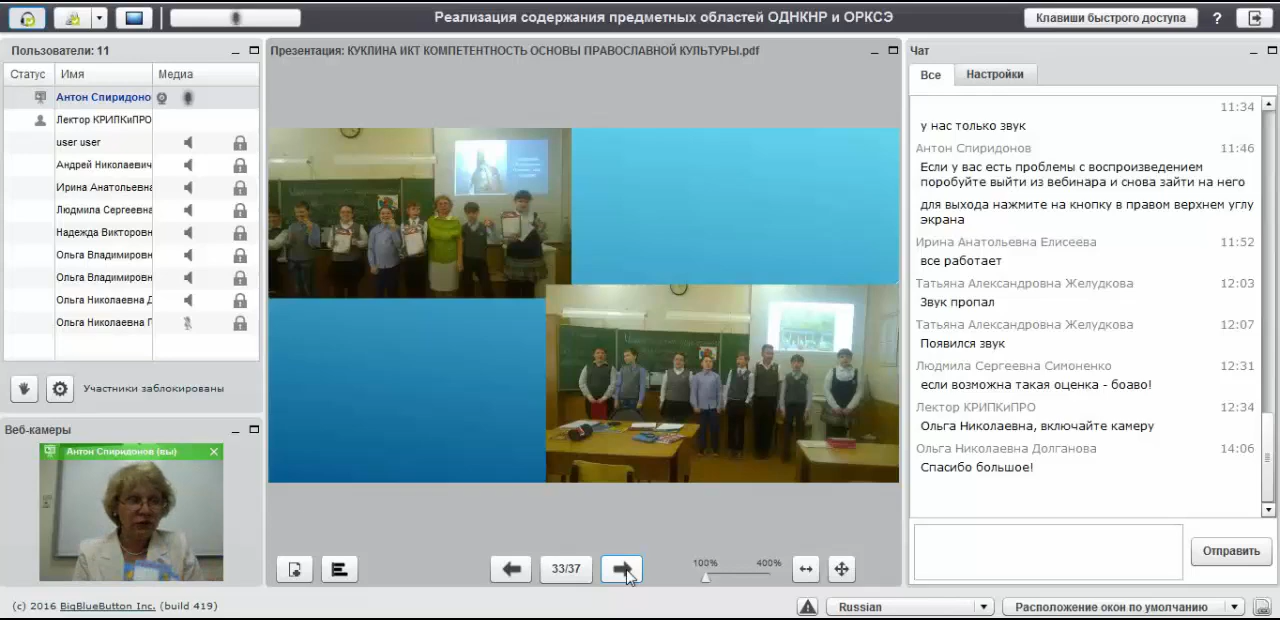 Реализация содержания предметных областей ОДНКНР и ОРКСЭ
Клавиши быстрого доступа
?
Пользователи: 11
Статус
Имя
Медиа
Антон Спиридоно
Лектор КРИПКиПРО
user user
Андрей Николаевич
Ирина Анатольевна
Людмила Сергеевна
Надежда Викторовн
Ольга Владимировн
Ольга Владимировн
Ольга Николаевна Д
Ольга Николаевна Г
Участники заблокированы
Веб-камеры
Антон Спиридонов (вы)
Презентация: КУКЛИНА ИКТ КОМПЕТЕНТНОСТЬ ОСНОВЫ ПРАВОСЛАВНОЙ КУЛЬТУРЫ.pdf
33/37
100%
400%
Чат
Все
Настройки
11:34
у нас только звук
Антон Спиридонов 11:46
Если у вас есть проблемы с воспроизведением
поробуйте выйти из вебинара и снова зайти на него
для выхода нажмите на кнопку в правом верхнем углу
экрана
Ирина Анатольевна Елисеева 11:52
все работает
Татьяна Александровна Желудкова 12:03
Звук пропал
Татьяна Александровна Желудкова 12:07
Появился звук
Людмила Сергеевна Симоненко 12:31
если возможна такая оценка - боаво!
Лектор КРИПКиПРО 12:34
Ольга Николаевна, включайте камеру
Ольга Николаевна Долганова 14:06
Спасибо большое!
Отправить
(c) 2016 BigBlueButton Inc. (build 419)
Russian
Расположение окон по умолчанию